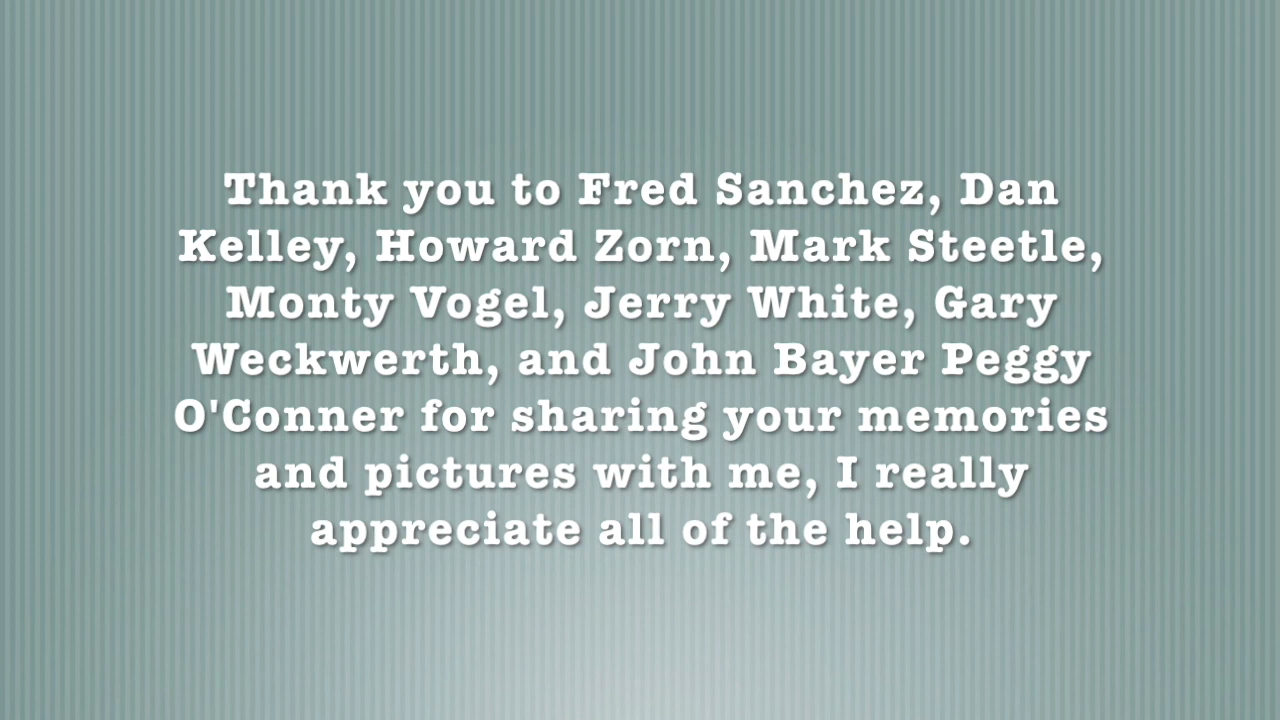 Thank you to Fred Sanchez, Dan
Kelley, Howard Zorn, Mark Steetle,
Monty Vogel, Jerry White, Gary
Weckwerth, and John Bayer Peggy
O'Conner for sharing your memories
and pictures with me, I really
appreciate all of the help.